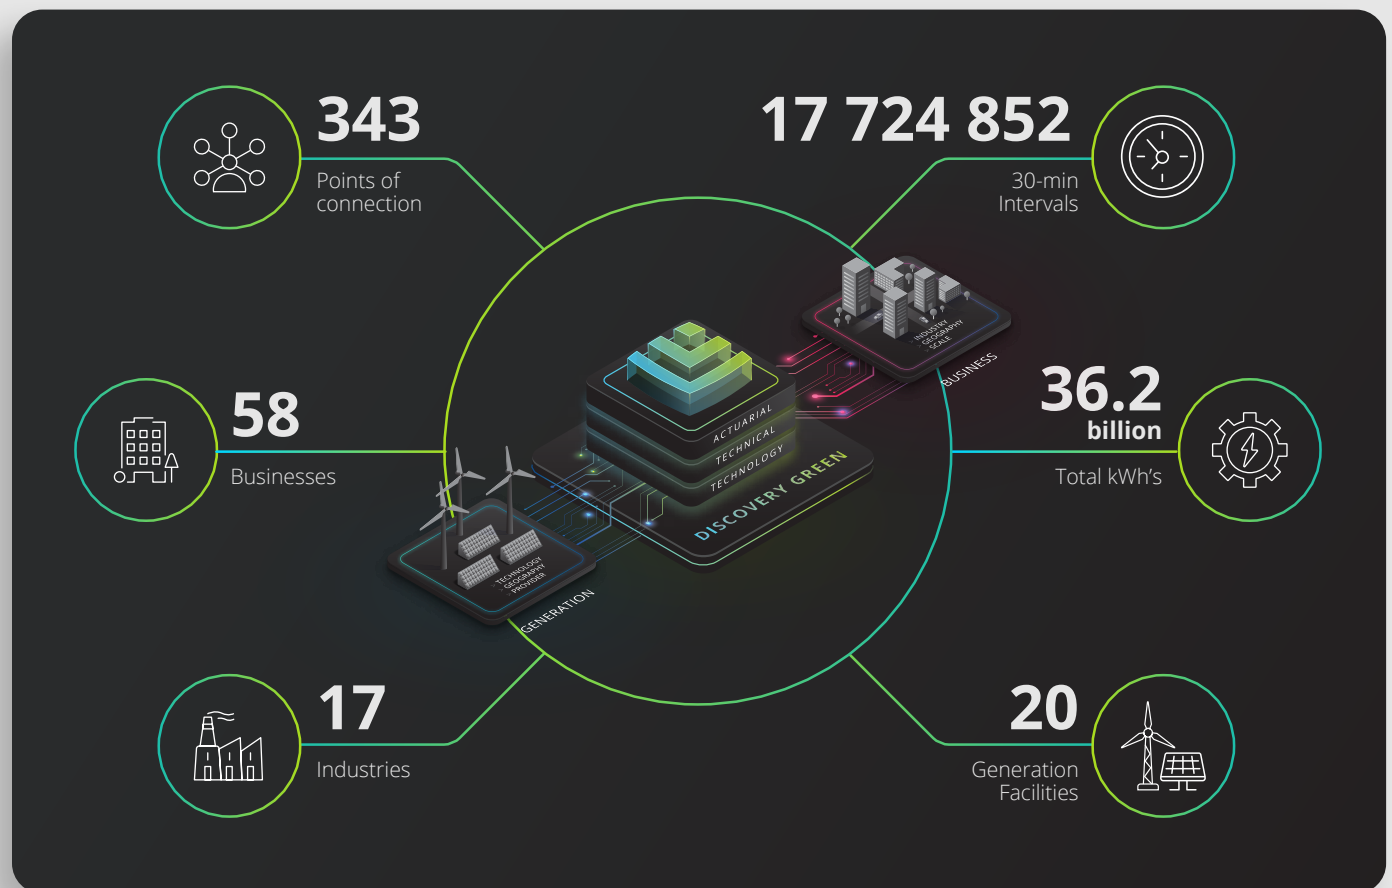 343
Points of
connection
17 724 852
30-min
Intervals
58
Businesses
36.2
billion
Total kWh's
17
Industries
20
Generation
Facilities
INDUSTRY
GEOGRAPHY
SCALE
BUSINESS
ACTUARIAL
TECHNICAL
TECHNOLOGY
DISCOVERY GREEN
TECHNOLOGY
GEOGRAPHY
PROVIDER
GENERATION